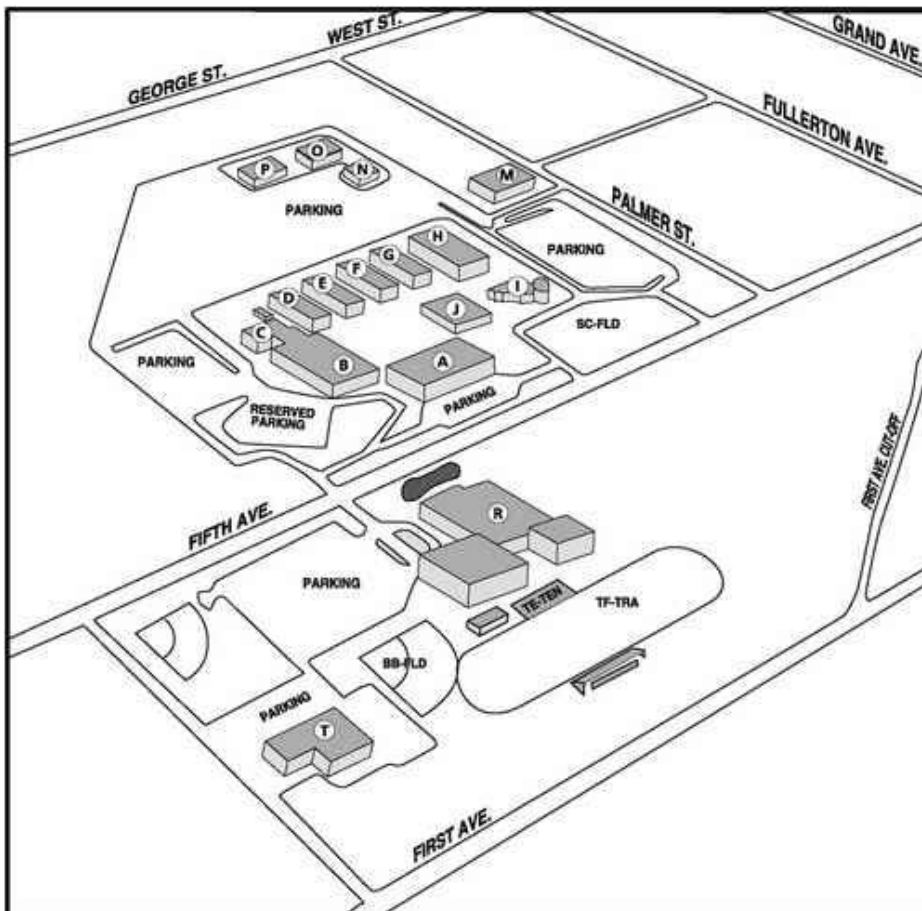 WEST ST.
GRAND AVE.
GEORGE ST.
FULLERTON AVE.
P
O
N
M
PARKING
PALMER ST.
H
PARKING
G
F
E
I
D
J
SC-FLD
C
B
A
PARKING
PARKING
RESERVED
PARKING
FIRST AVE. CUT-OFF
R
FIFTH AVE.
PARKING
TE-TEN
TF-TRA
BB-FLD
PARKING
T
FIRST AVE.